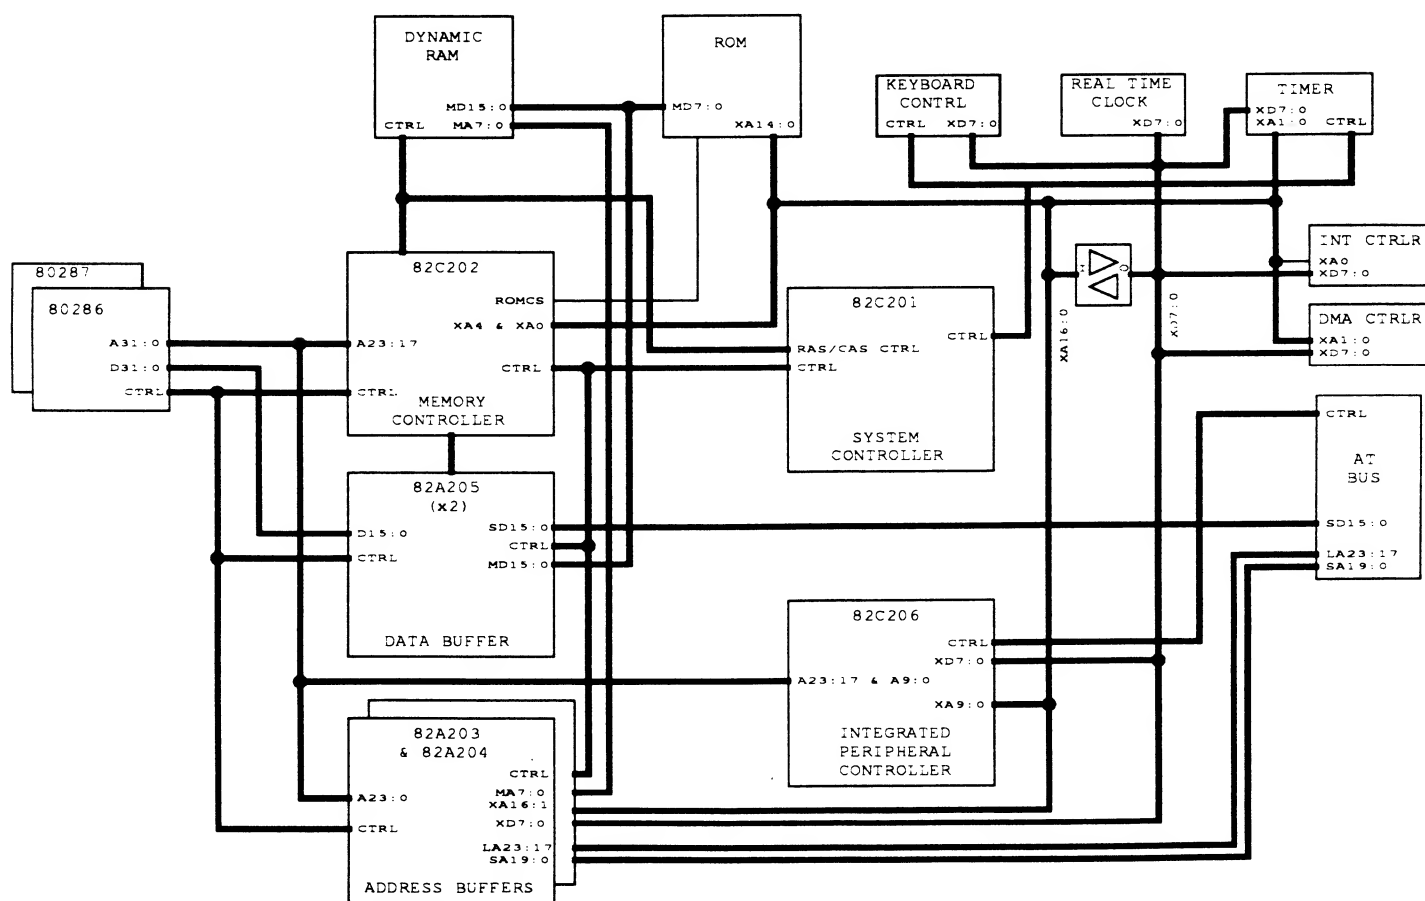 DYNAMIC
RAM
MD15:0
CTRL MA7:0
ROM
MD7:0
XA14:0
KEYBOARD
CONTRL
CTRL XD7:0
REAL TIME
CLOCK
XD7:0
TIMER
XD7:0
XA1:0 CTRL
80287
80286
A31:0
D31:0
CTRL
82C202
ROMCS
XA4 & XA0
A23:17
CTRL
CTRL
MEMORY
CONTROLLER
82C201
CTRL
RAS/CAS CTRL
CTRL
SYSTEM
CONTROLLER
XA16:0
XD7:0
INT CTRLR
XA0
XD7:0
DMA CTRLR
XA1:0
XD7:0
CTRL
AT
BUS
SD15:0
LA23:17
SA19:0
82A205
(x2)
SD15:0
D15:0
CTRL
CTRL
MD15:0
DATA BUFFER
82C206
CTRL
XD7:0
A23:17 & A9:0
XA9:0
INTEGRATED
PERIPHERAL
CONTROLLER
82A203
& 82A204
CTRL
MA7:0
A23:0
XA16:1
XD7:0
CTRL
LA23:17
SA19:0
ADDRESS BUFFERS